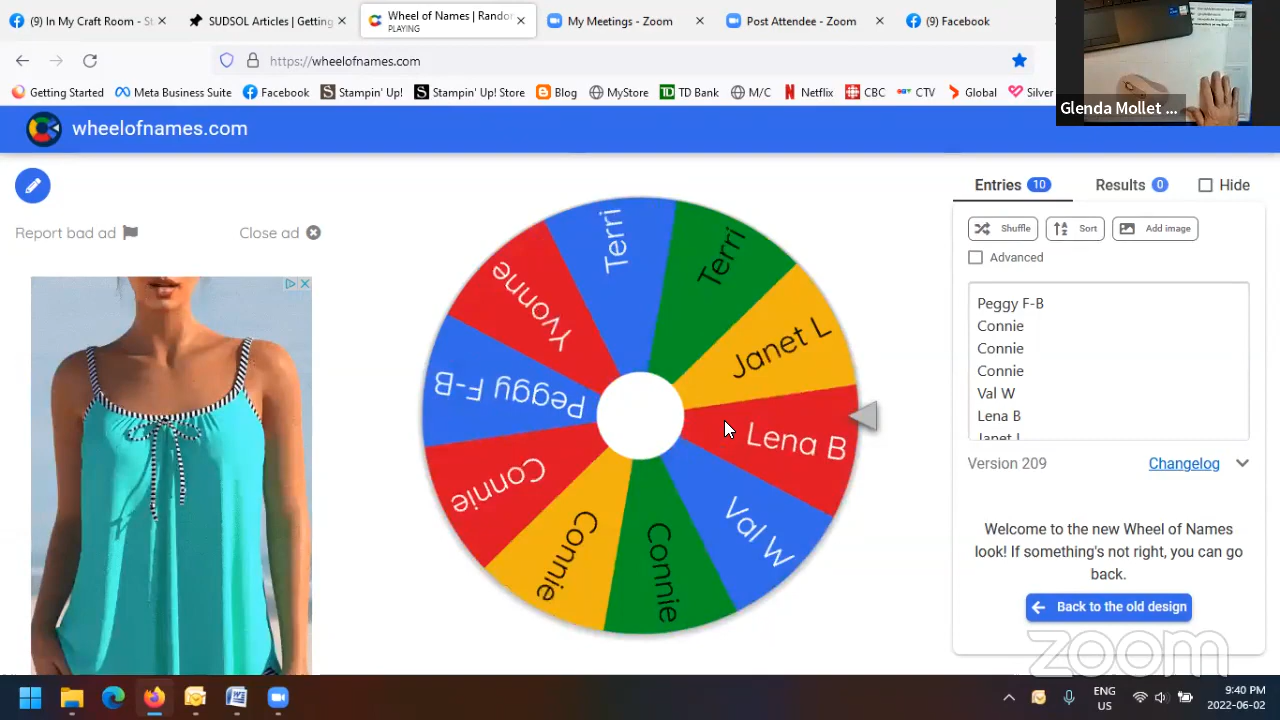 (9) In My Craft Room - St
SUDSOL Articles | Getting
Wheel of Names | Random
PLAYING
My Meetings - Zoom
Post Attendee - Zoom
(9) Facebook
https://wheelofnames.com
Getting Started
Meta Business Suite
Facebook
Stampin' Up!
Stampin' Up! Store
Blog
MyStore
TD Bank
M/C
Netflix
CBC
CTV
Global
Silver
Glenda Mollet ...
wheelofnames.com
Report bad ad
Close ad
Terri
Terri
Janet L
Lena B
Val W
Connie
Connie
Connie
Peggy F-B
Yvonne
Entries 10
Results 0
Hide
Shuffle
Sort
Add image
Advanced
Peggy F-B
Connie
Connie
Connie
Val W
Lena B
Janet L
Version 209
Changelog
Welcome to the new Wheel of Names
look! If something's not right, you can go
back.
Back to the old design
zoom
ENG
US
9:40 PM
2022-06-02